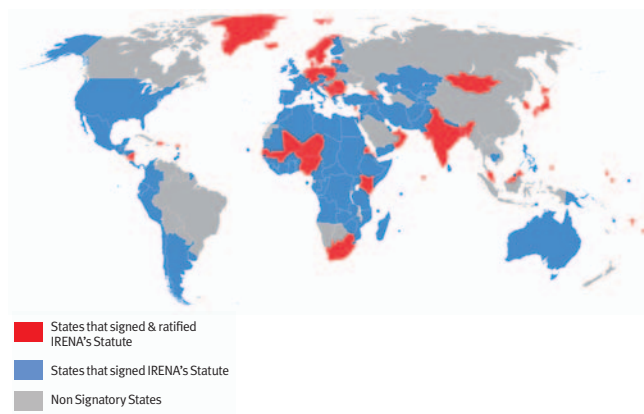 States that signed & ratified
IRENA's Statute
States that signed IRENA's Statute
Non Signatory States